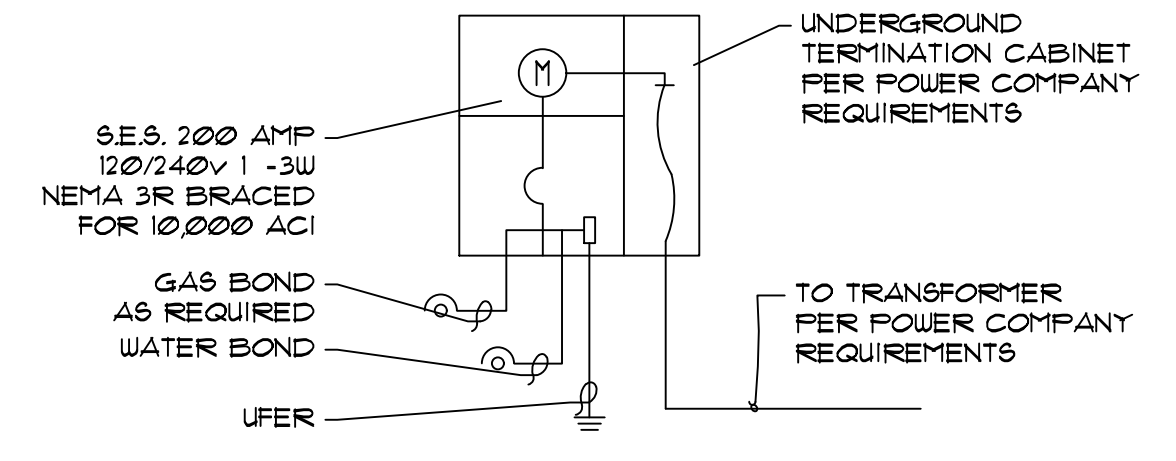 UNDERGROUND
TERMINATION CABINET
PER POWER COMPANY
REQUIREMENTS
M
S.E.S. 200 AMP
120/240v 1 -3W
NEMA 3R BRACED
FOR 10,000 ACI
GAS BOND
AS REQUIRED
WATER BOND
UFER
TO TRANSFORMER
PER POWER COMPANY
REQUIREMENTS